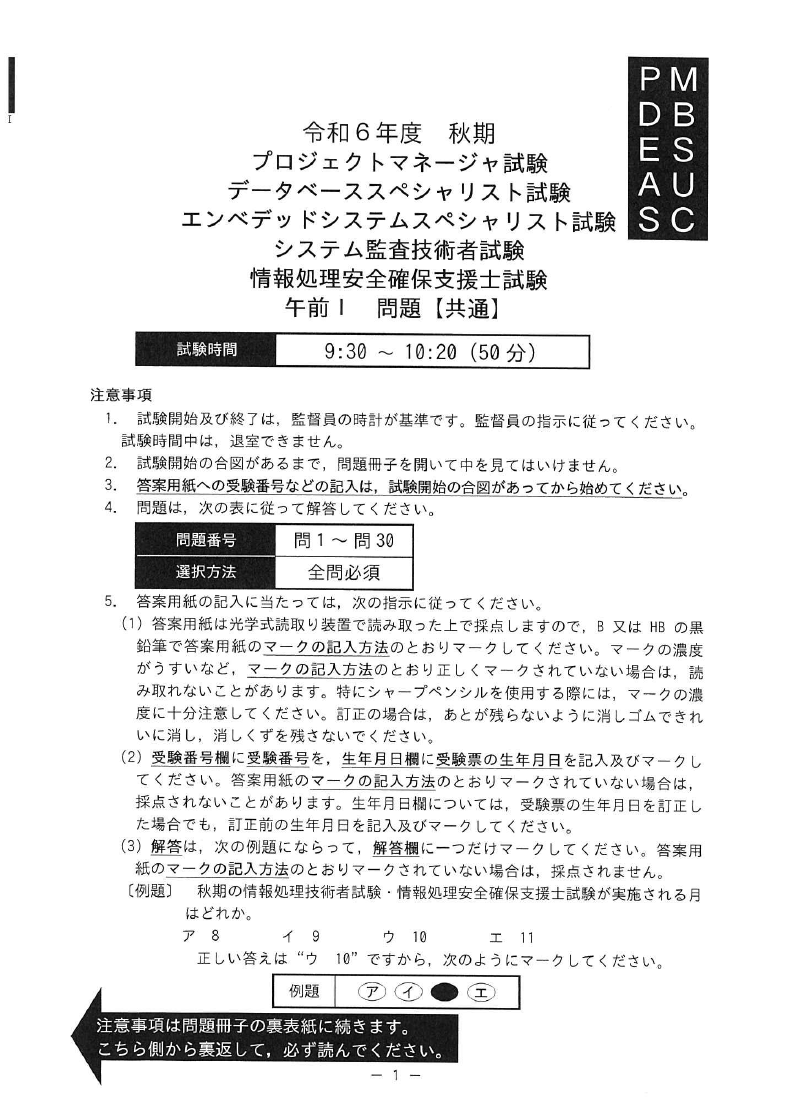 PM
DB
ES
AU
SC
令和6年度　秋期
プロジェクトマネージャ試験
データベーススペシャリスト試験
エンベデッドシステムスペシャリスト試験
システム監査技術者試験
情報処理安全確保支援士試験
午前Ⅰ　問題【共通】
試験時間　9:30 ～ 10:20（50 分）
注意事項
1.　試験開始及び終了は，監督員の時計が基準です。監督員の指示に従ってください。
試験時間中は，退室できません。
2.　試験開始の合図があるまで，問題冊子を開いて中を見てはいけません。
3.　答案用紙への受験番号などの記入は，試験開始の合図があってから始めてください。
4.　問題は，次の表に従って解答してください。
問題番号　問 1 ～ 問 30
選択方法　全問必須
5.　答案用紙の記入に当たっては，次の指示に従ってください。
(1) 答案用紙は光学式読取り装置で読み取った上で採点しますので，B 又は HB の黒
鉛筆で答案用紙のマークの記入方法のとおりマークしてください。マークの濃度
がうすいなど，マークの記入方法のとおり正しくマークされていない場合は，読
み取れないことがあります。特にシャープペンシルを使用する際には，マークの濃
度に十分注意してください。訂正の場合は，あとが残らないように消しゴムできれ
いに消し，消しくずを残さないでください。
(2) 受験番号欄に受験番号を，生年月日欄に受験票の生年月日を記入及びマークし
てください。答案用紙のマークの記入方法のとおりマークされていない場合は，
採点されないことがあります。生年月日欄については，受験票の生年月日を訂正し
た場合でも，訂正前の生年月日を記入及びマークしてください。
(3) 解答は，次の例題にならって，解答欄に一つだけマークしてください。答案用
紙のマークの記入方法のとおりマークされていない場合は，採点されません。
〔例題〕　秋期の情報処理技術者試験・情報処理安全確保支援士試験が実施される月
はどれか。
ア　8　　イ　9　　ウ　10　　エ　11
正しい答えは“ウ　10”ですから，次のようにマークしてください。
例題　ア イ ● エ
注意事項は問題冊子の裏表紙に続きます。
こちら側から裏返して，必ず読んでください。
－ 1 －